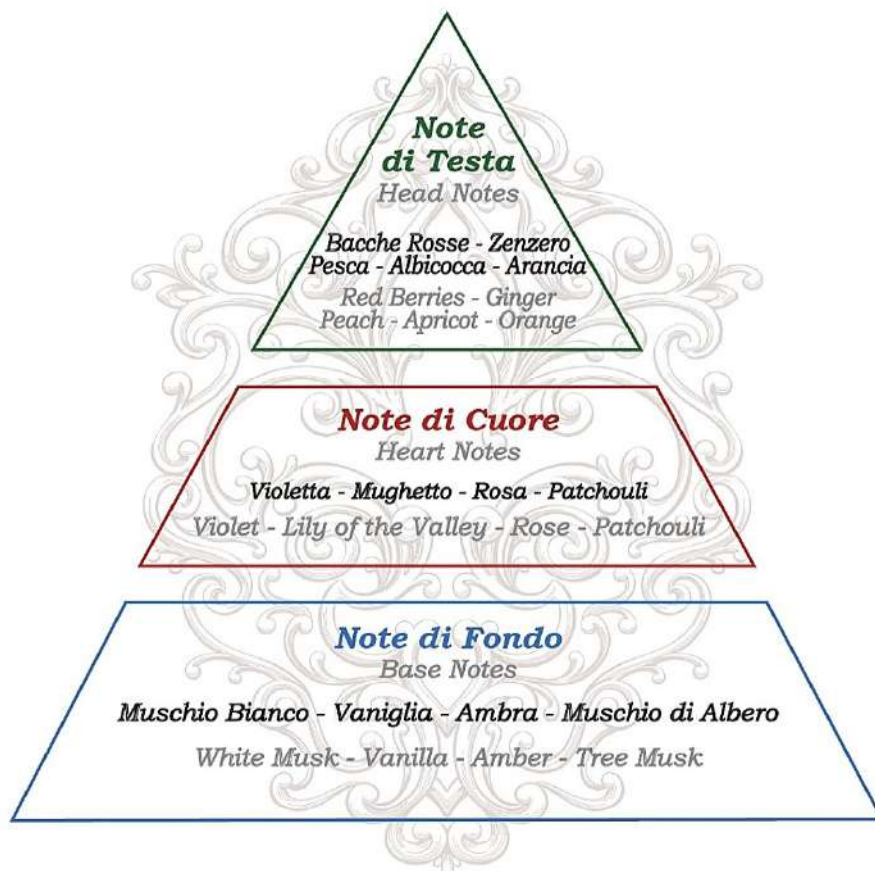 Note
di Testa
Head Notes
Bacche Rosse - Zenzero
Pesca - Albicocca - Arancia
Red Berries - Ginger
Peach - Apricot - Orange
Note di Cuore
Heart Notes
Violetta - Mughetto - Rosa - Patchouli
Violet - Lily of the Valley - Rose - Patchouli
Note di Fondo
Base Notes
Muschio Bianco - Vaniglia - Ambra - Muschio di Albero
White Musk - Vanilla - Amber - Tree Musk